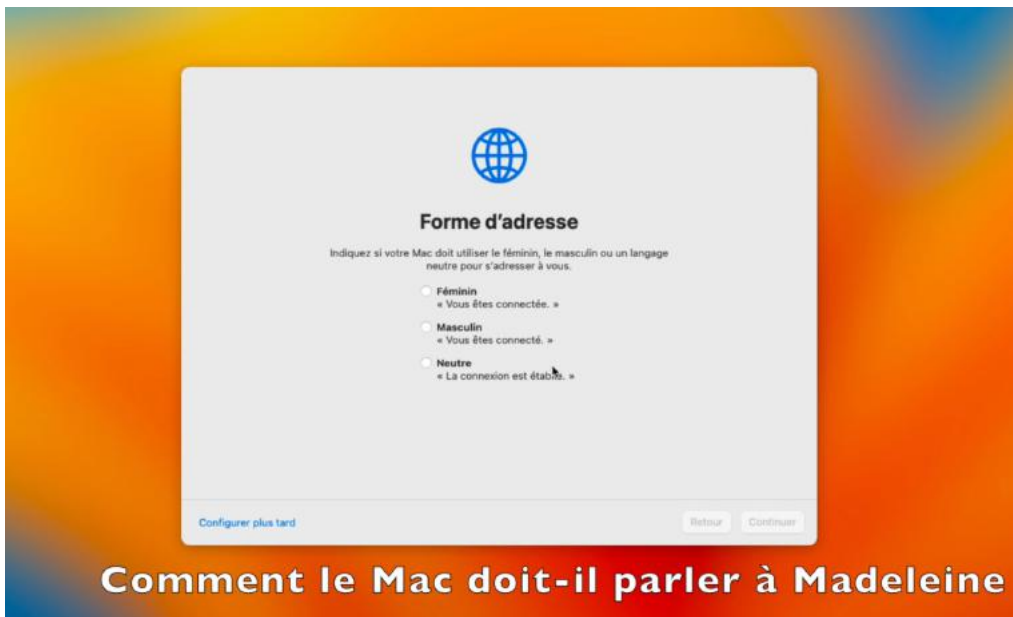 Forme d'adresse
Indiquez si votre Mac doit utiliser le féminin, le masculin ou un langage
neutre pour s'adresser à vous.
Féminin
« Vous êtes connectée. »
Masculin
« Vous êtes connecté. »
Neutre
« La connexion est établie. »
Configurer plus tard
Retour
Continuer
Comment le Mac doit-il parler à Madeleine